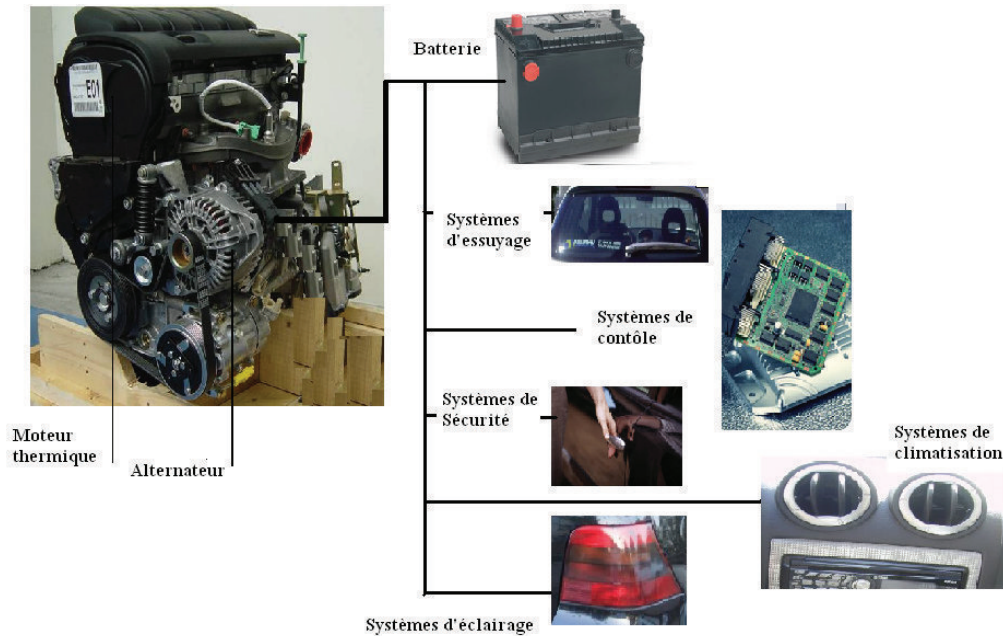 Batterie
E01
Systèmes
d'essuyage
Systèmes de
contôle
Systèmes de
Sécurité
Systèmes de
climatisation
Moteur
thermique
Alternateur
Systèmes d'éclairage